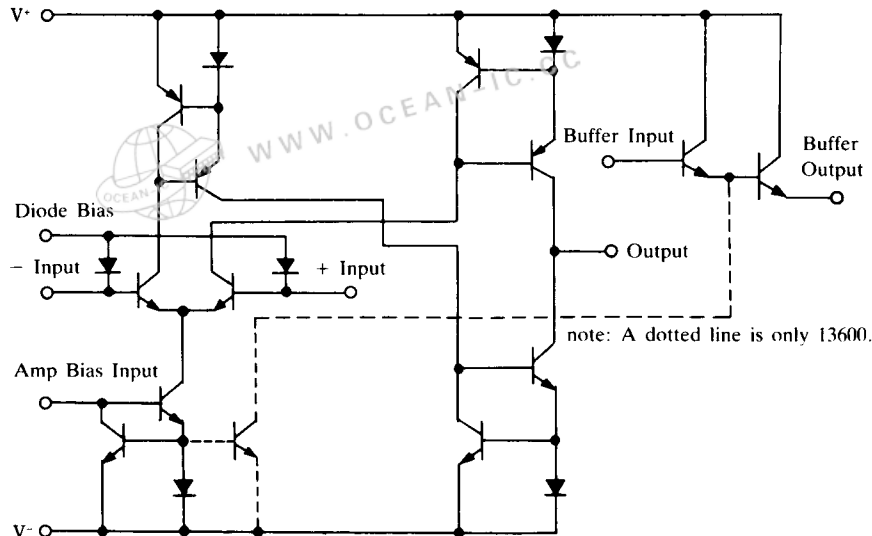 V+
WWW.OCEAN-IC.CC
OCEAN-
Buffer Input
Buffer
Output
Diode Bias
– Input
+ Input
Output
note: A dotted line is only 13600.
Amp Bias Input
V–